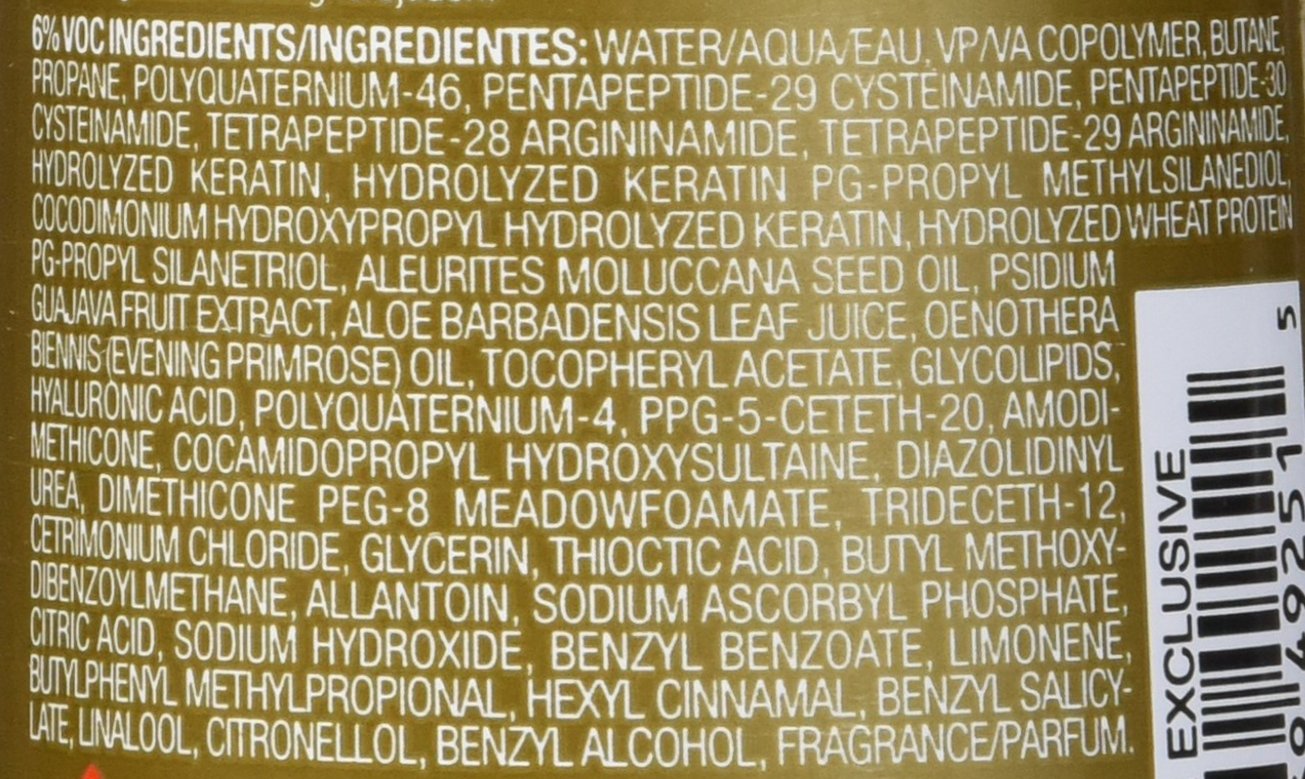 6% VOC INGREDIENTS/INGREDIENTES: WATER/AQUA/EAU, VP/VA COPOLYMER, BUTANE,
PROPANE, POLYQUATERNIUM-46, PENTAPEPTIDE-29 CYSTEINAMIDE, PENTAPEPTIDE-30
CYSTEINAMIDE, TETRAPEPTIDE-28 ARGININAMIDE, TETRAPEPTIDE-29 ARGININAMIDE,
HYDROLYZED KERATIN, HYDROLYZED KERATIN PG-PROPYL METHYLSILANEDIOL,
COCODIMONIUM HYDROXYPROPYL HYDROLYZED KERATIN, HYDROLYZED WHEAT PROTEIN
PG-PROPYL SILANETRIOL, ALEURITES MOLUCCANA SEED OIL, PSIDIUM
GUAJAVA FRUIT EXTRACT, ALOE BARBADENSIS LEAF JUICE, OENOTHERA
BIENNIS (EVENING PRIMROSE) OIL, TOCOPHERYL ACETATE, GLYCOLIPIDS,
HYALURONIC ACID, POLYQUATERNIUM-4, PPG-5-CETETH-20, AMODI-
METHICONE, COCAMIDOPROPYL HYDROXYSULTAINE, DIAZOLIDINYL
UREA, DIMETHICONE PEG-8 MEADOWFOAMATE, TRIDECETH-12,
CETRIMONIUM CHLORIDE, GLYCERIN, THIOCTIC ACID, BUTYL METHOXY-
DIBENZOYLMETHANE, ALLANTOIN, SODIUM ASCORBYL PHOSPHATE,
CITRIC ACID, SODIUM HYDROXIDE, BENZYL BENZOATE, LIMONENE,
BUTYLPHENYL METHYLPROPIONAL, HEXYL CINNAMAL, BENZYL SALICY-
LATE, LINALOOL, CITRONELLOL, BENZYL ALCOHOL, FRAGRANCE/PARFUM.
EXCLUSIVE
49251 5